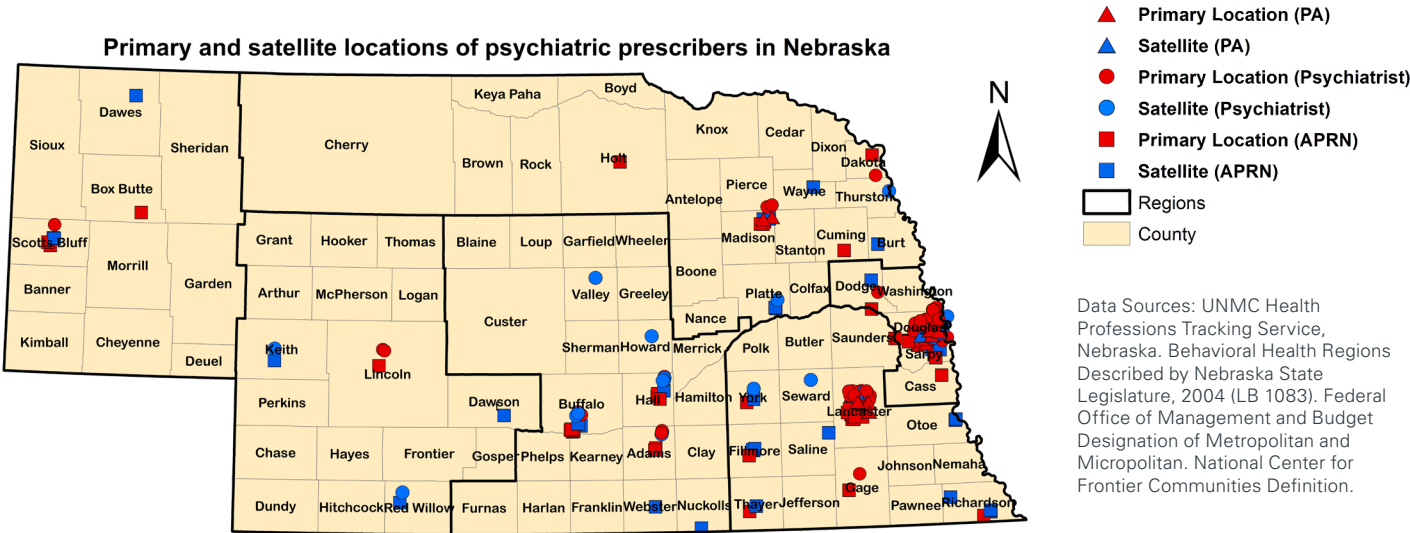 Primary and satellite locations of psychiatric prescribers in Nebraska
Primary Location (PA)
Satellite (PA)
Primary Location (Psychiatrist)
Satellite (Psychiatrist)
Primary Location (APRN)
Satellite (APRN)
Regions
County
N
Sioux
Dawes
Sheridan
Box Butte
Scotts Bluff
Morrill
Banner
Garden
Kimball
Cheyenne
Deuel
Cherry
Keya Paha
Boyd
Brown
Rock
Holt
Knox
Cedar
Dixon
Dakota
Antelope
Pierce
Wayne
Thurston
Madison
Stanton
Cuming
Burt
Boone
Platte
Colfax
Dodge
Washington
Nance
Grant
Hooker
Thomas
Blaine
Loup
Garfield
Wheeler
Arthur
McPherson
Logan
Custer
Valley
Greeley
Sherman
Howard
Merrick
Polk
Butler
Saunders
Douglas
Sarpy
Cass
Keith
Lincoln
Perkins
Dawson
Buffalo
Hall
Hamilton
York
Seward
Lancaster
Otoe
Chase
Hayes
Frontier
Gosper
Phelps
Kearney
Adams
Clay
Fillmore
Saline
Gage
Johnson
Nemaha
Dundy
Hitchcock
Red Willow
Furnas
Harlan
Franklin
Webster
Nuckolls
Thayer
Jefferson
Pawnee
Richardson
Data Sources: UNMC Health
Professions Tracking Service,
Nebraska. Behavioral Health Regions
Described by Nebraska State
Legislature, 2004 (LB 1083). Federal
Office of Management and Budget
Designation of Metropolitan and
Micropolitan. National Center for
Frontier Communities Definition.